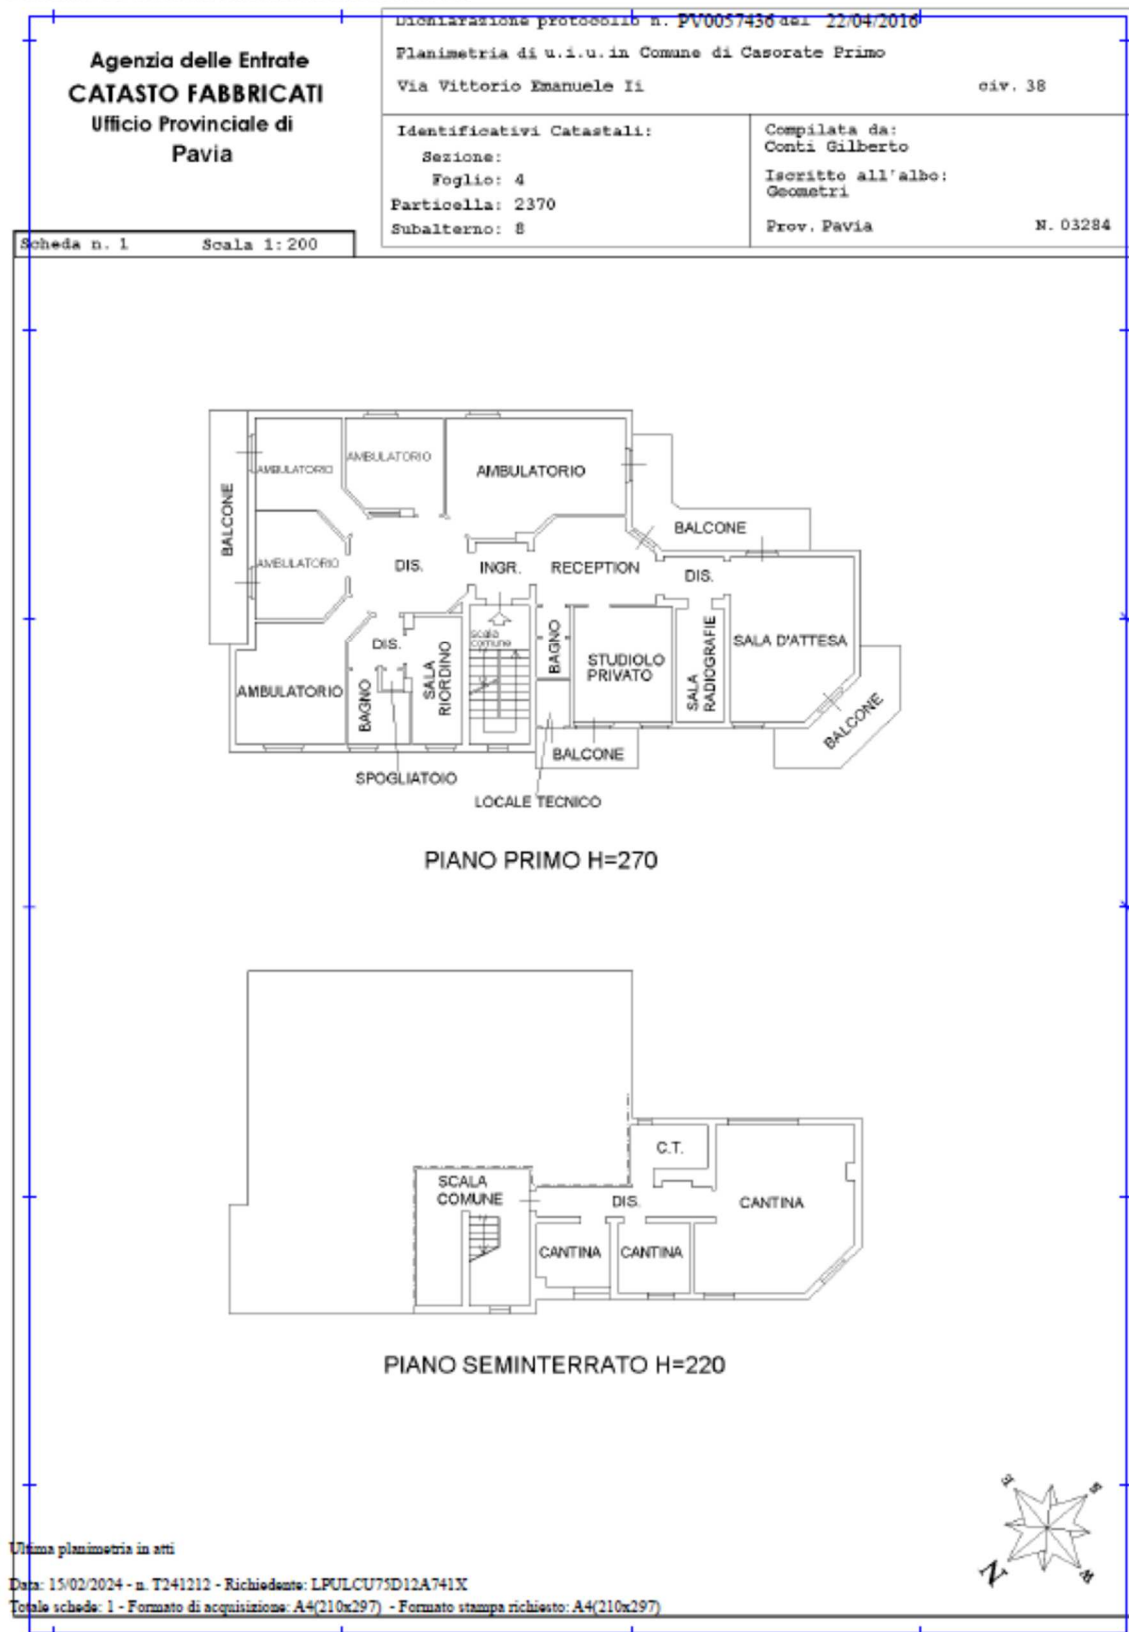 Agenzia delle Entrate
CATASTO FABBRICATI
Ufficio Provinciale di
Pavia
Dichiarazione protocollo n. PV0057436 del 22/04/2016
Planimetria di u.i.u. in Comune di Casorate Primo
Via Vittorio Emanuele Ii civ. 38
Identificativi Catastali:
Sezione:
Foglio: 4
Particella: 2370
Subalterno: 8
Compilata da:
Conti Gilberto
Iscritto all'albo:
Geometri
Prov. Pavia N. 03284
Scheda n. 1 Scala 1:200
BALCONE
AMBULATORIO
AMBULATORIO
AMBULATORIO
BALCONE
AMBULATORIO
DIS.
INGR.
RECEPTION
DIS.
scala
comune
DIS.
AMBULATORIO
BAGNO
SALA
RIORDINO
BAGNO
STUDIOLO
PRIVATO
SALA
RADIOGRAFIE
SALA D'ATTESA
BALCONE
BALCONE
SPOGLIATOIO
LOCALE TECNICO
PIANO PRIMO H=270
C.T.
SCALA
COMUNE
DIS.
CANTINA
CANTINA
CANTINA
PIANO SEMINTERRATO H=220
E
S
N
W
Ultima planimetria in atti
Data: 15/02/2024 - n. T241212 - Richiedente: LPULCU75D12A741X
Totale schede: 1 - Formato di acquisizione: A4(210x297) - Formato stampa richiesto: A4(210x297)